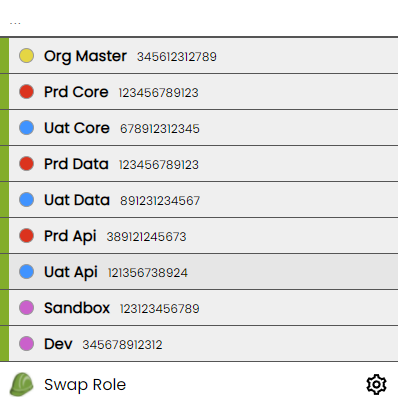 ...
Org Master 345612312789
Prd Core 123456789123
Uat Core 678912312345
Prd Data 123456789123
Uat Data 891231234567
Prd Api 389121245673
Uat Api 121356738924
Sandbox 123123456789
Dev 345678912312
Swap Role